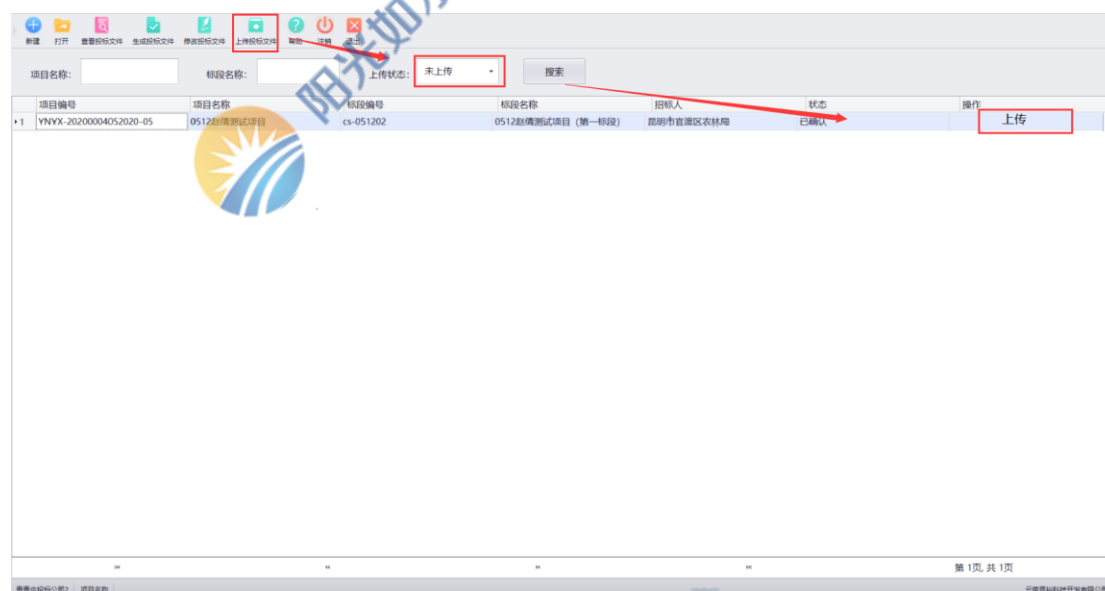 新建 打开 查看投标文件 生成投标文件 修改投标文件 上传投标文件 帮助 注销 退出
阳光如
项目名称: 标段名称: 上传状态: 未上传 搜索
项目编号 项目名称 标段编号 标段名称 招标人 状态 操作
1 YNYX-20200004052020-05 0512赵倩测试项目 cs-051202 0512赵倩测试项目 (第一标段) 昆明市官渡区农林局 已确认 上传
第 1页, 共 1页
项目名称